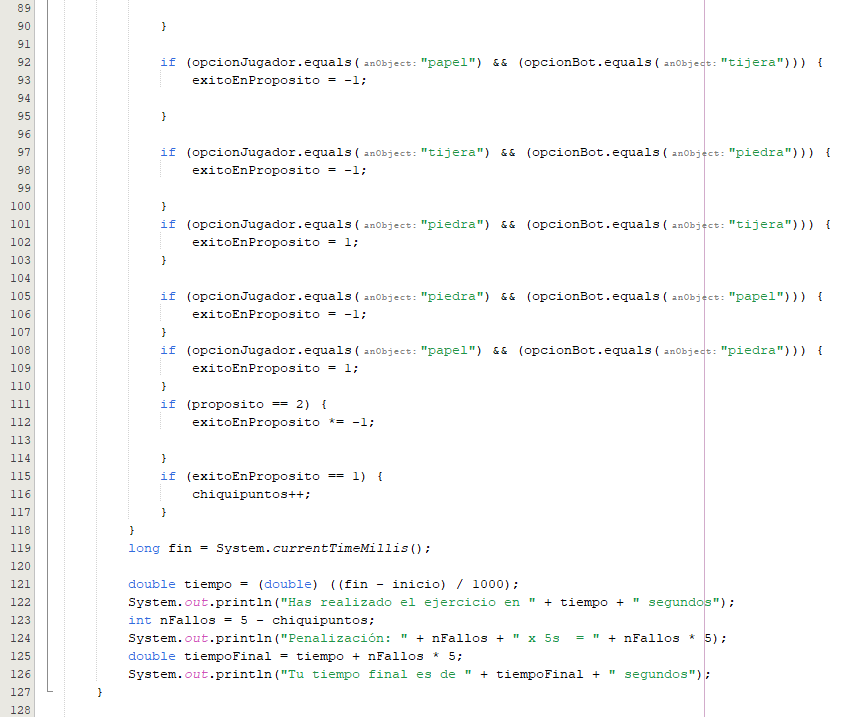 89
90 }
91
92 if (opcionJugador.equals( anObject: "papel") && (opcionBot.equals( anObject: "tijera"))) {
93 exitoEnProposito = -1;
94
95 }
96
97 if (opcionJugador.equals( anObject: "tijera") && (opcionBot.equals( anObject: "piedra"))) {
98 exitoEnProposito = -1;
99
100 }
101 if (opcionJugador.equals( anObject: "piedra") && (opcionBot.equals( anObject: "tijera"))) {
102 exitoEnProposito = 1;
103 }
104
105 if (opcionJugador.equals( anObject: "piedra") && (opcionBot.equals( anObject: "papel"))) {
106 exitoEnProposito = -1;
107 }
108 if (opcionJugador.equals( anObject: "papel") && (opcionBot.equals( anObject: "piedra"))) {
109 exitoEnProposito = 1;
110 }
111 if (proposito == 2) {
112 exitoEnProposito *= -1;
113
114 }
115 if (exitoEnProposito == 1) {
116 chiquipuntos++;
117 }
118 }
119 long fin = System.currentTimeMillis();
120
121 double tiempo = (double) ((fin - inicio) / 1000);
122 System.out.println("Has realizado el ejercicio en " + tiempo + " segundos");
123 int nFallos = 5 - chiquipuntos;
124 System.out.println("Penalización: " + nFallos + " x 5s  = " + nFallos * 5);
125 double tiempoFinal = tiempo + nFallos * 5;
126 System.out.println("Tu tiempo final es de " + tiempoFinal + " segundos");
127 }
128